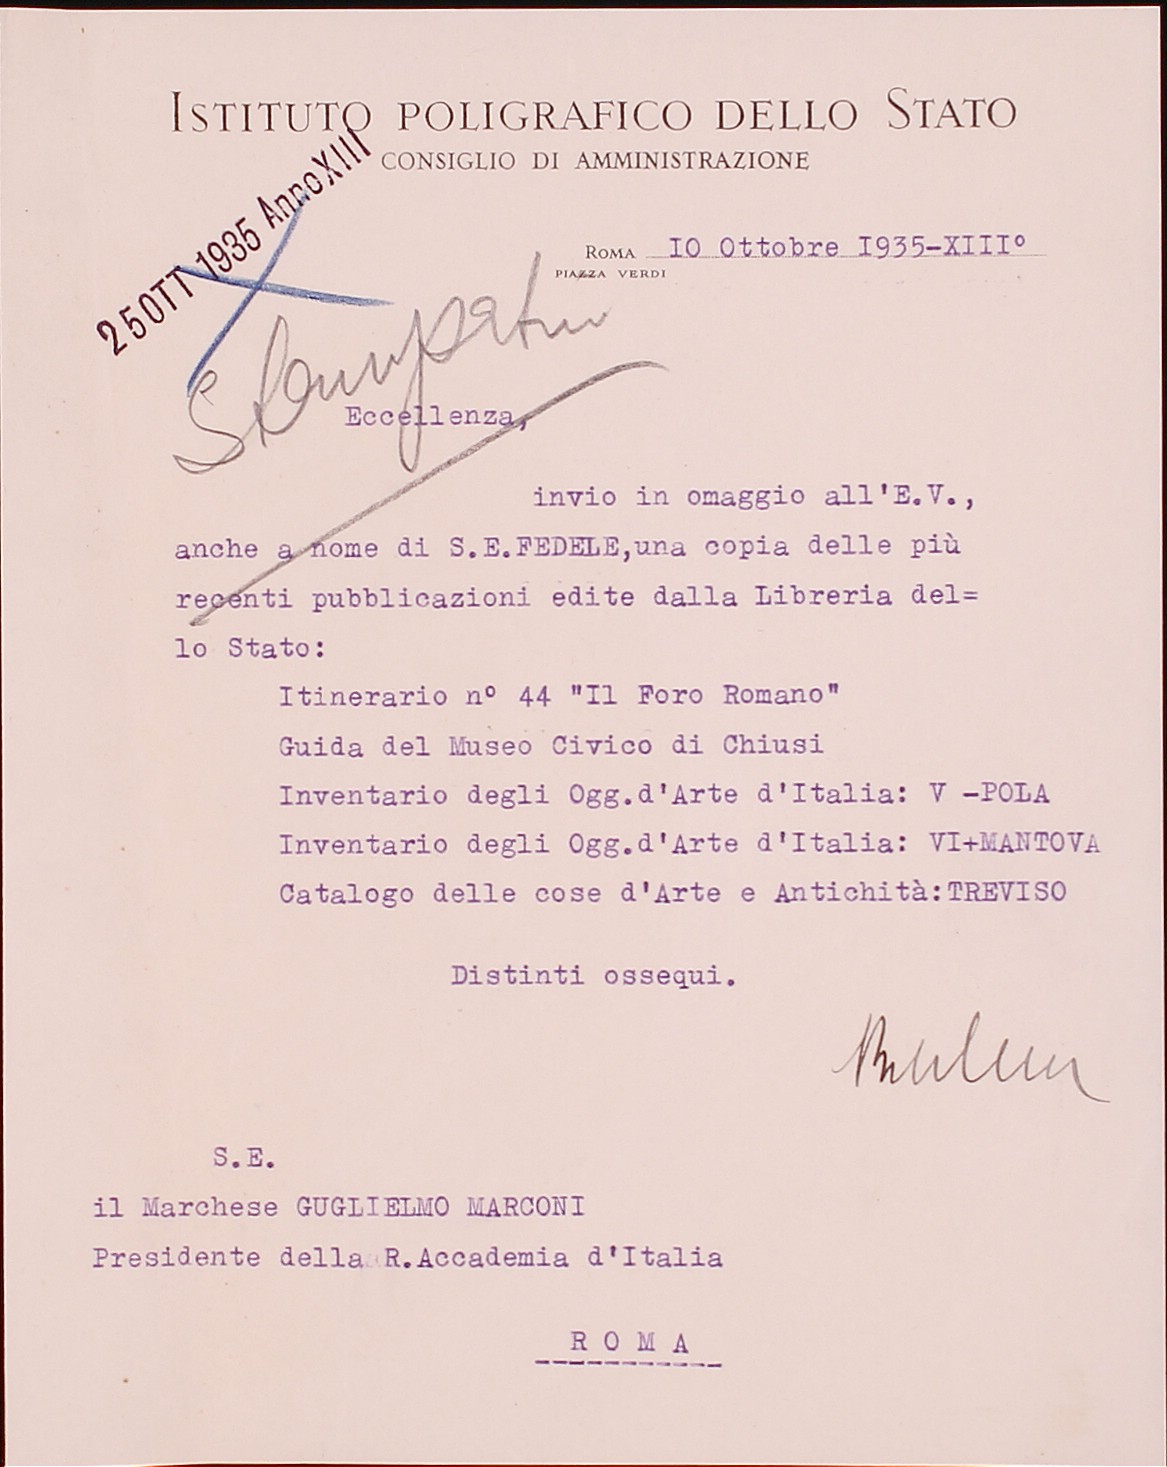 ISTITUTO POLIGRAFICO DELLO STATO
CONSIGLIO DI AMMINISTRAZIONE
25 OTT 1935 Anno XIII
ROMA IO Ottobre I935-XIII°
PIAZZA VERDI
Eccellenza,
invio in omaggio all'E.V.,
anche a nome di S.E.FEDELE,una copia delle più
recenti pubblicazioni edite dalla Libreria del=
lo Stato:
Itinerario n° 44 "Il Foro Romano"
Guida del Museo Civico di Chiusi
Inventario degli Ogg.d'Arte d'Italia: V -POLA
Inventario degli Ogg.d'Arte d'Italia: VI+MANTOVA
Catalogo delle cose d'Arte e Antichità:TREVISO
Distinti ossequi.
S.E.
il Marchese GUGLIELMO MARCONI
Presidente della R.Accademia d'Italia
R O M A